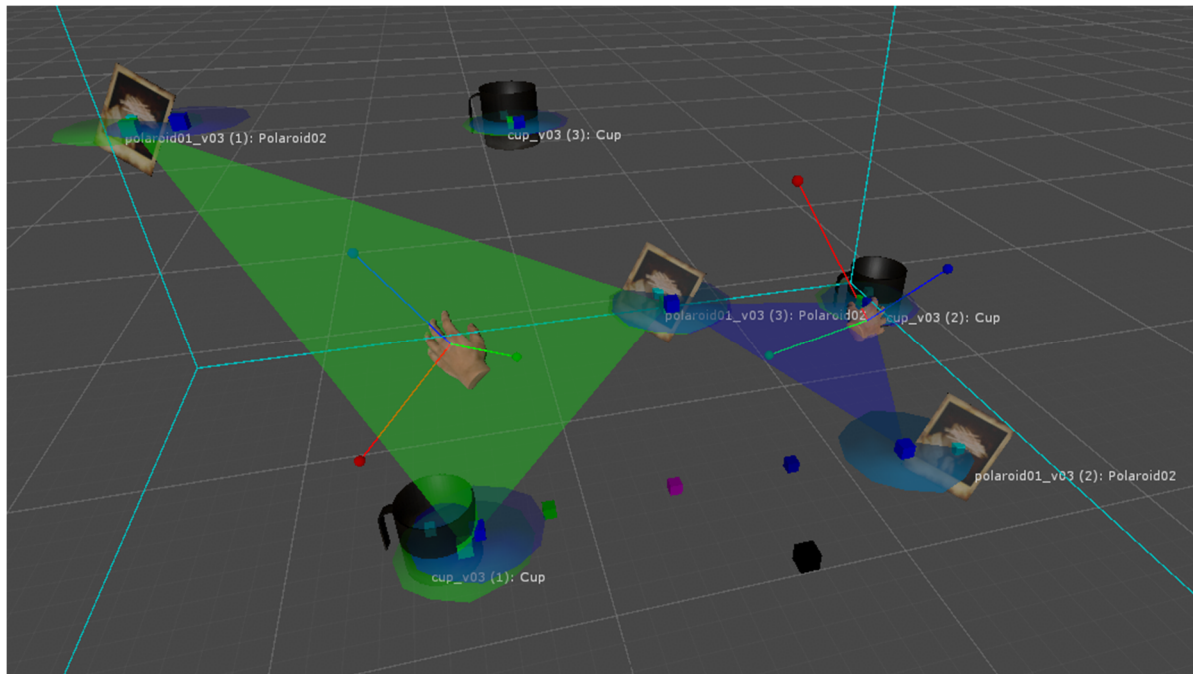 polaroid01_v03 (1): Polaroid02
cup_v03 (3): Cup
polaroid01_v03 (3): Polaroid02
cup_v03 (2): Cup
polaroid01_v03 (2): Polaroid02
cup_v03 (1): Cup